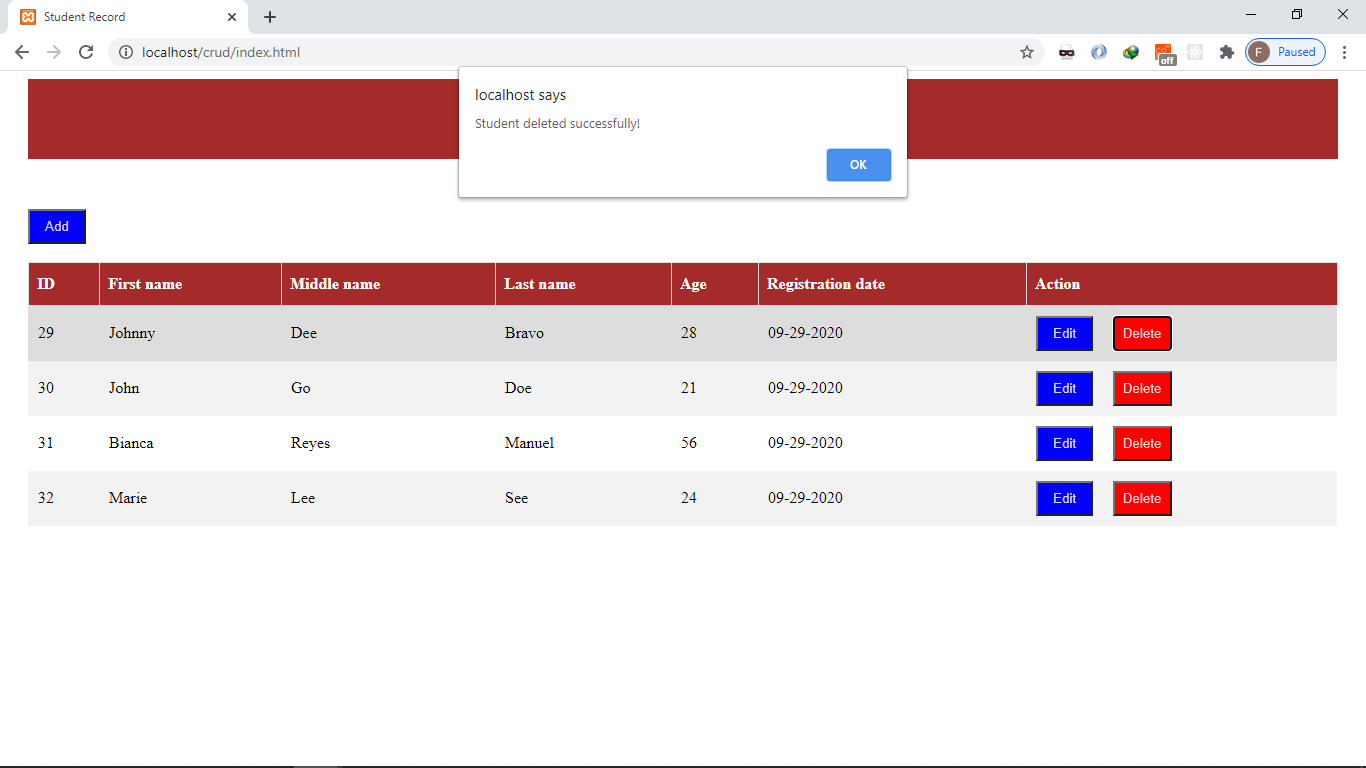 Student Record
localhost/crud/index.html
off
F Paused
localhost says
Student deleted successfully!
OK
Add
ID First name Middle name Last name Age Registration date Action
29 Johnny Dee Bravo 28 09-29-2020 Edit Delete
30 John Go Doe 21 09-29-2020 Edit Delete
31 Bianca Reyes Manuel 56 09-29-2020 Edit Delete
32 Marie Lee See 24 09-29-2020 Edit Delete